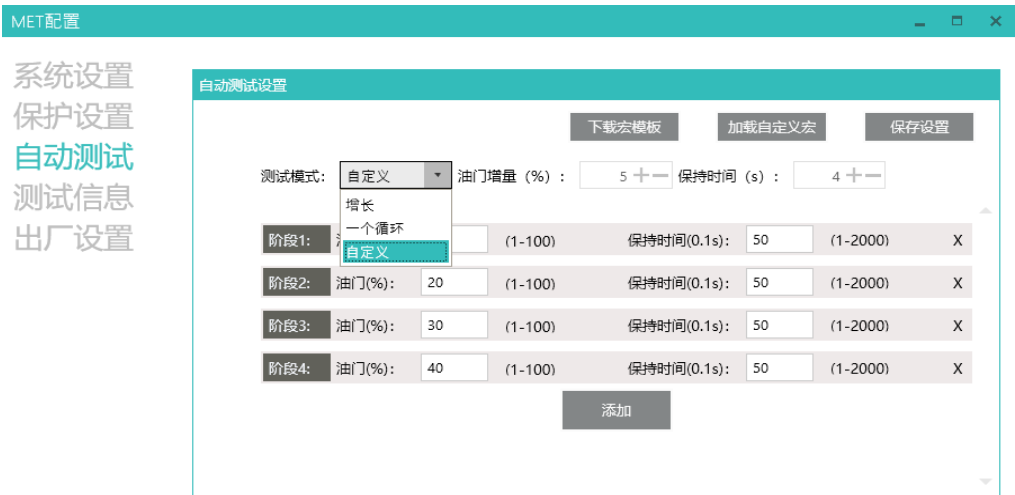 MET配置
系统设置
保护设置
自动测试
测试信息
出厂设置
自动测试设置
下载宏模板 加载自定义宏 保存设置
测试模式: 自定义 油门增量 (%) : 5 保持时间 (s) : 4
增长
一个循环
自定义
阶段1: (1-100) 保持时间(0.1s): 50 (1-2000) X
阶段2: 油门(%): 20 (1-100) 保持时间(0.1s): 50 (1-2000) X
阶段3: 油门(%): 30 (1-100) 保持时间(0.1s): 50 (1-2000) X
阶段4: 油门(%): 40 (1-100) 保持时间(0.1s): 50 (1-2000) X
添加